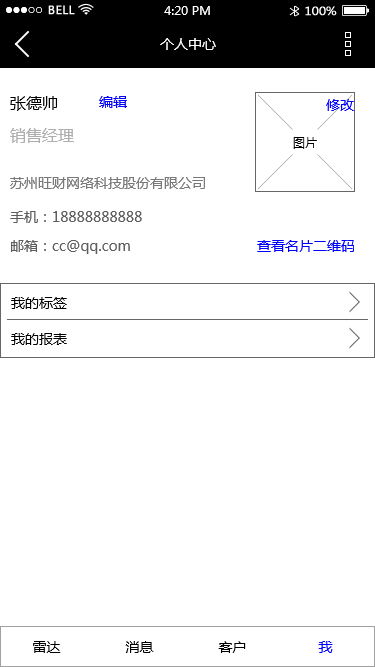 BELL 4:20 PM 100%
个人中心
张德帅 编辑 修改
销售经理 图片
苏州旺财网络科技股份有限公司
手机：18888888888
邮箱：cc@qq.com 查看名片二维码
我的标签
我的报表
雷达 消息 客户 我